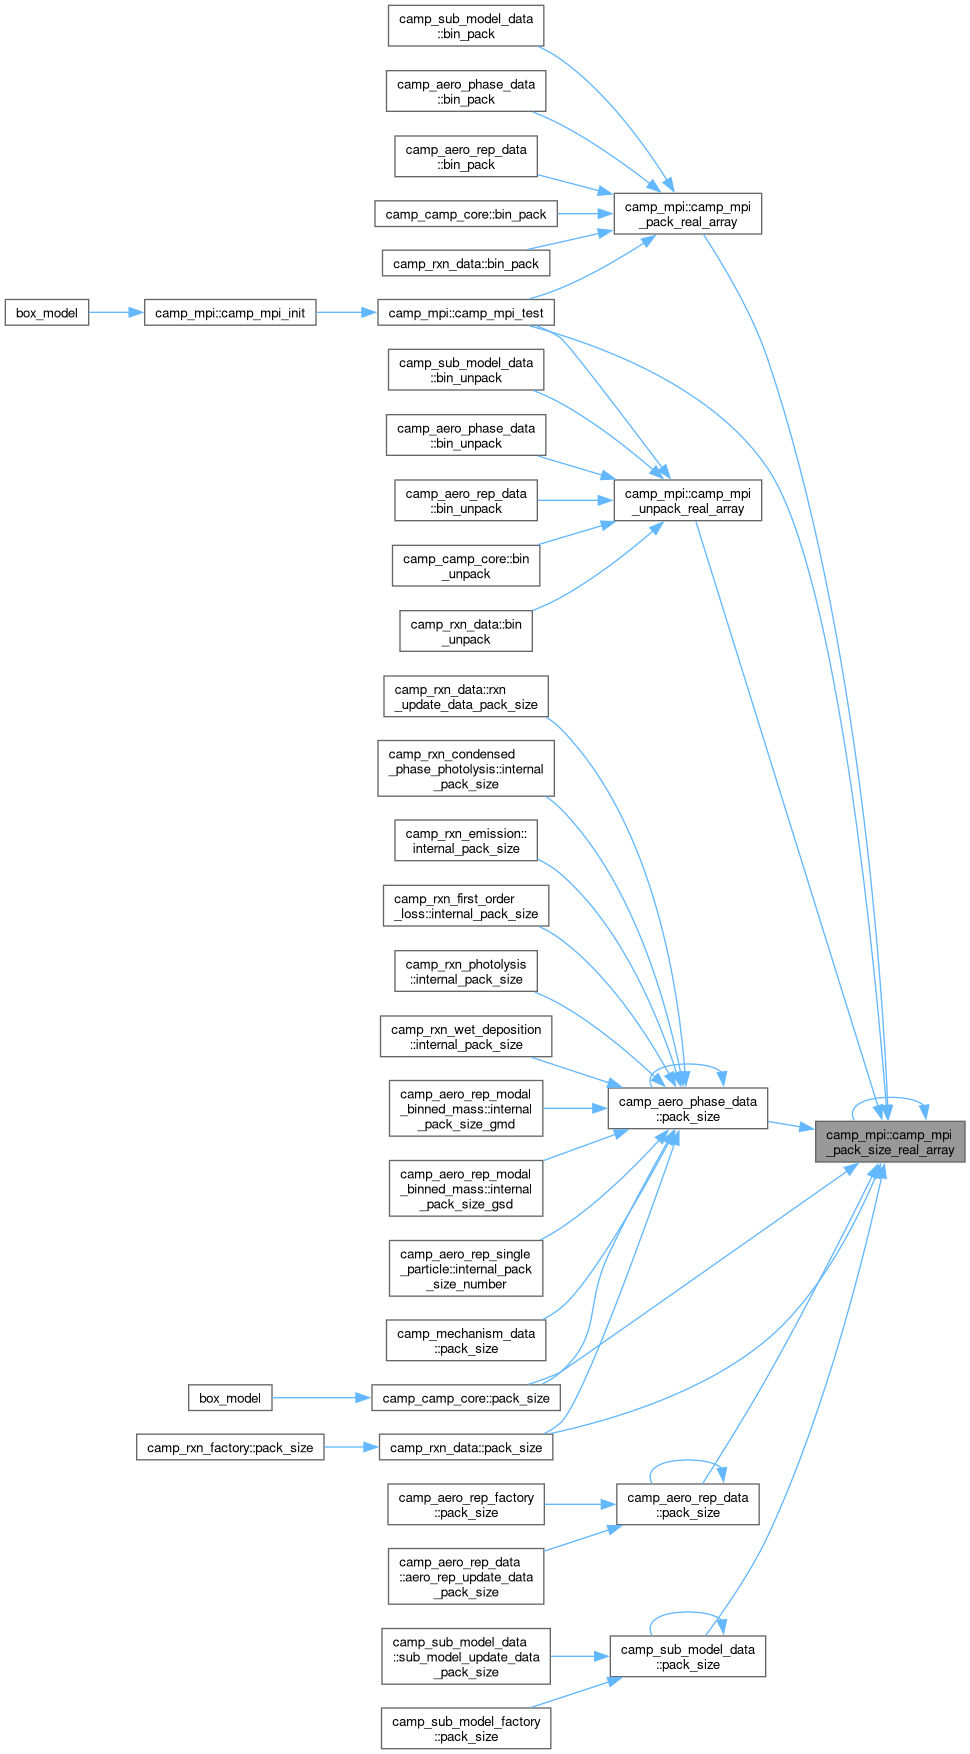 camp_sub_model_data
::bin_pack
camp_aero_phase_data
::bin_pack
camp_aero_rep_data
::bin_pack
camp_camp_core::bin_pack
camp_mpi::camp_mpi
_pack_real_array
camp_rxn_data::bin_pack
box_model
camp_mpi::camp_mpi_init
camp_mpi::camp_mpi_test
camp_sub_model_data
::bin_unpack
camp_aero_phase_data
::bin_unpack
camp_aero_rep_data
::bin_unpack
camp_mpi::camp_mpi
_unpack_real_array
camp_camp_core::bin
_unpack
camp_rxn_data::bin
_unpack
camp_rxn_data::rxn
_update_data_pack_size
camp_rxn_condensed
_phase_photolysis::internal
_pack_size
camp_rxn_emission::
internal_pack_size
camp_rxn_first_order
_loss::internal_pack_size
camp_rxn_photolysis
::internal_pack_size
camp_rxn_wet_deposition
::internal_pack_size
camp_aero_rep_modal
_binned_mass::internal
_pack_size_gmd
camp_aero_phase_data
::pack_size
camp_mpi::camp_mpi
_pack_size_real_array
camp_aero_rep_modal
_binned_mass::internal
_pack_size_gsd
camp_aero_rep_single
_particle::internal_pack
_size_number
camp_mechanism_data
::pack_size
box_model
camp_camp_core::pack_size
camp_rxn_factory::pack_size
camp_rxn_data::pack_size
camp_aero_rep_factory
::pack_size
camp_aero_rep_data
::pack_size
camp_aero_rep_data
::aero_rep_update_data
_pack_size
camp_sub_model_data
::sub_model_update_data
_pack_size
camp_sub_model_data
::pack_size
camp_sub_model_factory
::pack_size